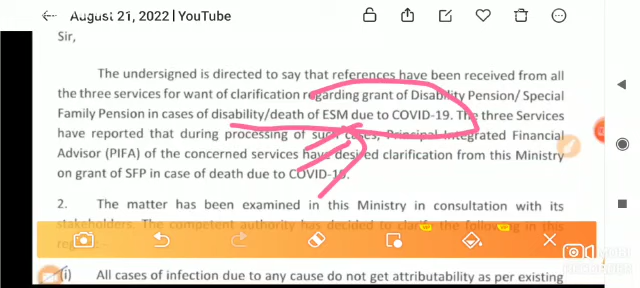 August 21, 2022 | YouTube
Sir,
The undersigned is directed to say that references have been received from all
the three services for want of clarification regarding grant of Disability Pension/ Special
Family Pension in cases of disability/death of ESM due to COVID-19. The three Services
have reported that during processing of such cases, Principal Integrated Financial
Advisor (PIFA) of the concerned services have desired clarification from this Ministry
on grant of SFP in case of death due to COVID-19.
2. The matter has been examined in this Ministry in consultation with its
stakeholders. The competent authority has decided to clarify the following in this
(i) All cases of infection due to any cause do not get attributability as per existing